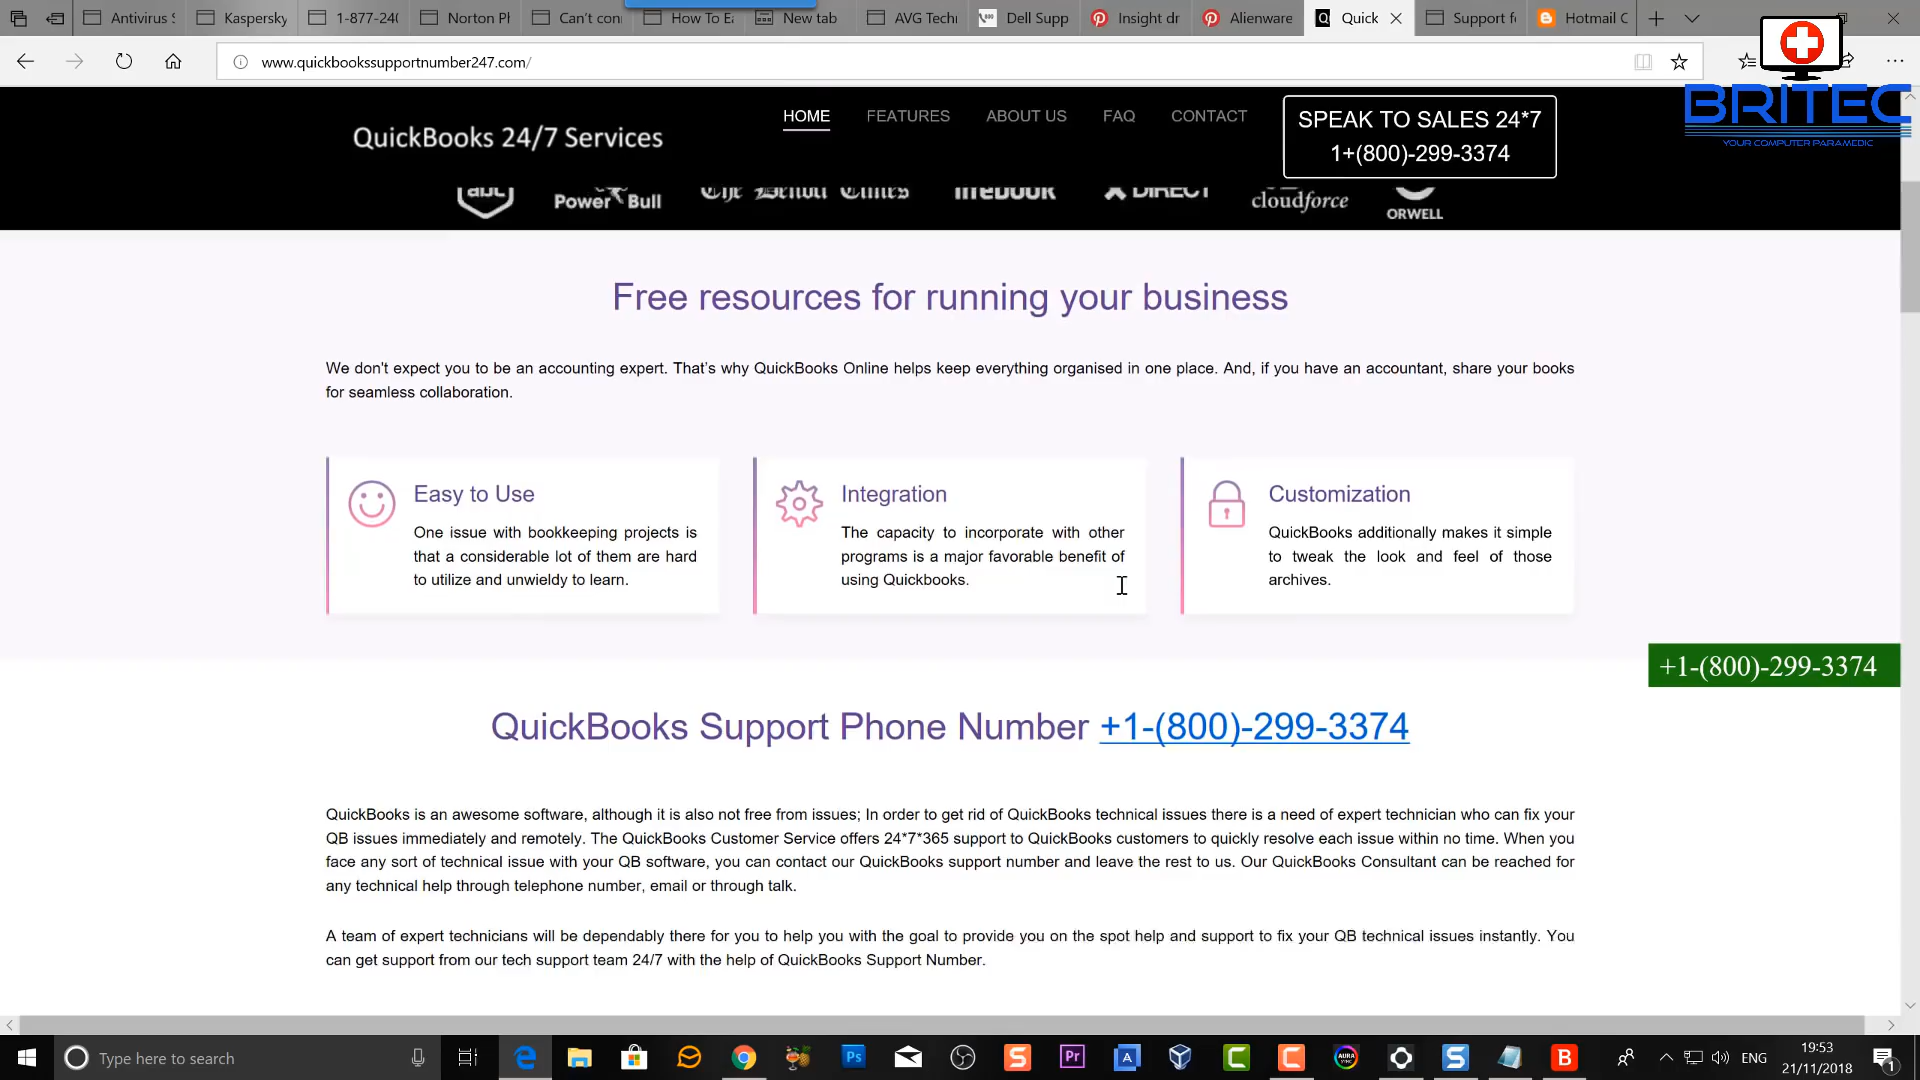 Antivirus S
Kaspersky
1-877-240
Norton Ph
Can't con
How To Ea
New tab
AVG Techn
Dell Supp
Insight dr
Alienware
Quick
Support fo
Hotmail C
www.quickbookssupportnumber247.com/
BRITEC
YOUR COMPUTER PARAMEDIC
QuickBooks 24/7 Services
HOME
FEATURES
ABOUT US
FAQ
CONTACT
SPEAK TO SALES 24*7
1+(800)-299-3374
abc
Power Bull
DIRECT
cloudforce
ORWELL
Free resources for running your business
We don't expect you to be an accounting expert. That's why QuickBooks Online helps keep everything organised in one place. And, if you have an accountant, share your books
for seamless collaboration.
Easy to Use
One issue with bookkeeping projects is
that a considerable lot of them are hard
to utilize and unwieldy to learn.
Integration
The capacity to incorporate with other
programs is a major favorable benefit of
using Quickbooks.
Customization
QuickBooks additionally makes it simple
to tweak the look and feel of those
archives.
+1-(800)-299-3374
QuickBooks Support Phone Number +1-(800)-299-3374
QuickBooks is an awesome software, although it is also not free from issues; In order to get rid of QuickBooks technical issues there is a need of expert technician who can fix your
QB issues immediately and remotely. The QuickBooks Customer Service offers 24*7*365 support to QuickBooks customers to quickly resolve each issue within no time. When you
face any sort of technical issue with your QB software, you can contact our QuickBooks support number and leave the rest to us. Our QuickBooks Consultant can be reached for
any technical help through telephone number, email or through talk.
A team of expert technicians will be dependably there for you to help you with the goal to provide you on the spot help and support to fix your QB technical issues instantly. You
can get support from our tech support team 24/7 with the help of QuickBooks Support Number.
Type here to search
ENG
19:53
21/11/2018